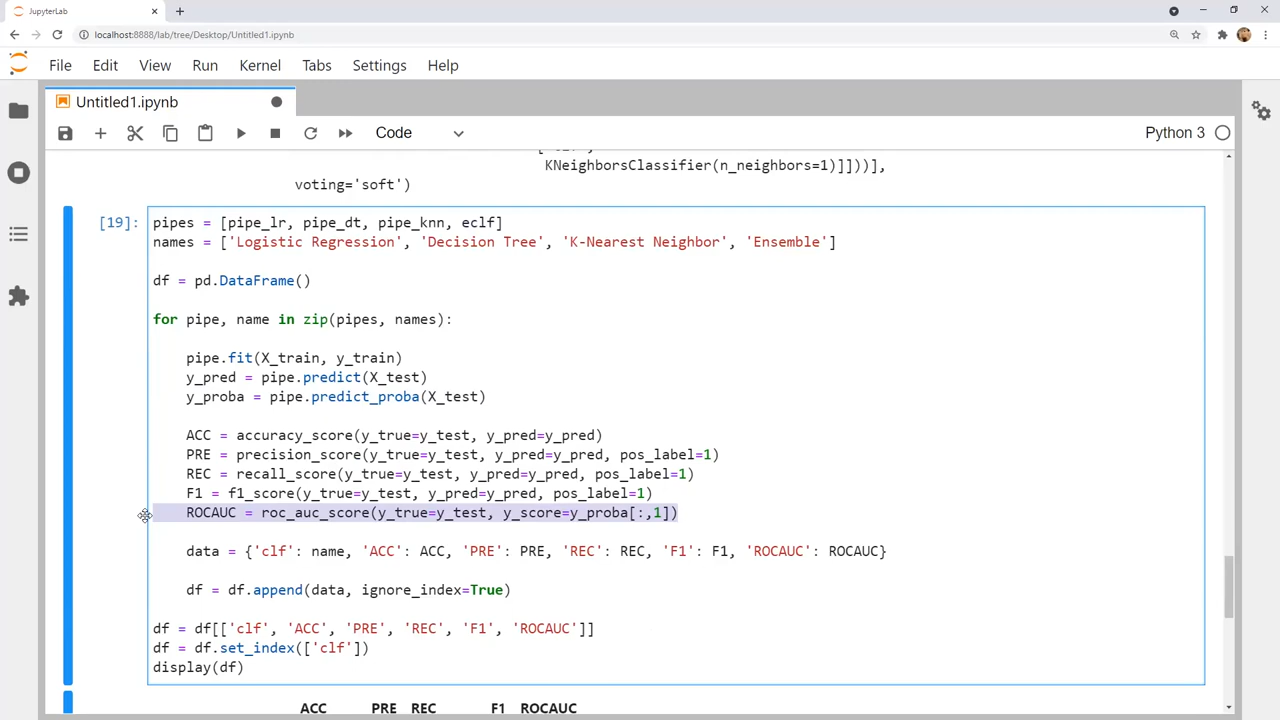 JupyterLab
localhost:8888/lab/tree/Desktop/Untitled1.ipynb
File Edit View Run Kernel Tabs Settings Help
Untitled1.ipynb
Code Python 3
KNeighborsClassifier(n_neighbors=1)]]))],
voting='soft')
[19]: pipes = [pipe_lr, pipe_dt, pipe_knn, eclf]
names = ['Logistic Regression', 'Decision Tree', 'K-Nearest Neighbor', 'Ensemble']
df = pd.DataFrame()
for pipe, name in zip(pipes, names):
pipe.fit(X_train, y_train)
y_pred = pipe.predict(X_test)
y_proba = pipe.predict_proba(X_test)
ACC = accuracy_score(y_true=y_test, y_pred=y_pred)
PRE = precision_score(y_true=y_test, y_pred=y_pred, pos_label=1)
REC = recall_score(y_true=y_test, y_pred=y_pred, pos_label=1)
F1 = f1_score(y_true=y_test, y_pred=y_pred, pos_label=1)
ROCAUC = roc_auc_score(y_true=y_test, y_score=y_proba[:,1])
data = {'clf': name, 'ACC': ACC, 'PRE': PRE, 'REC': REC, 'F1': F1, 'ROCAUC': ROCAUC}
df = df.append(data, ignore_index=True)
df = df[['clf', 'ACC', 'PRE', 'REC', 'F1', 'ROCAUC']]
df = df.set_index(['clf'])
display(df)
ACC PRE REC F1 ROCAUC